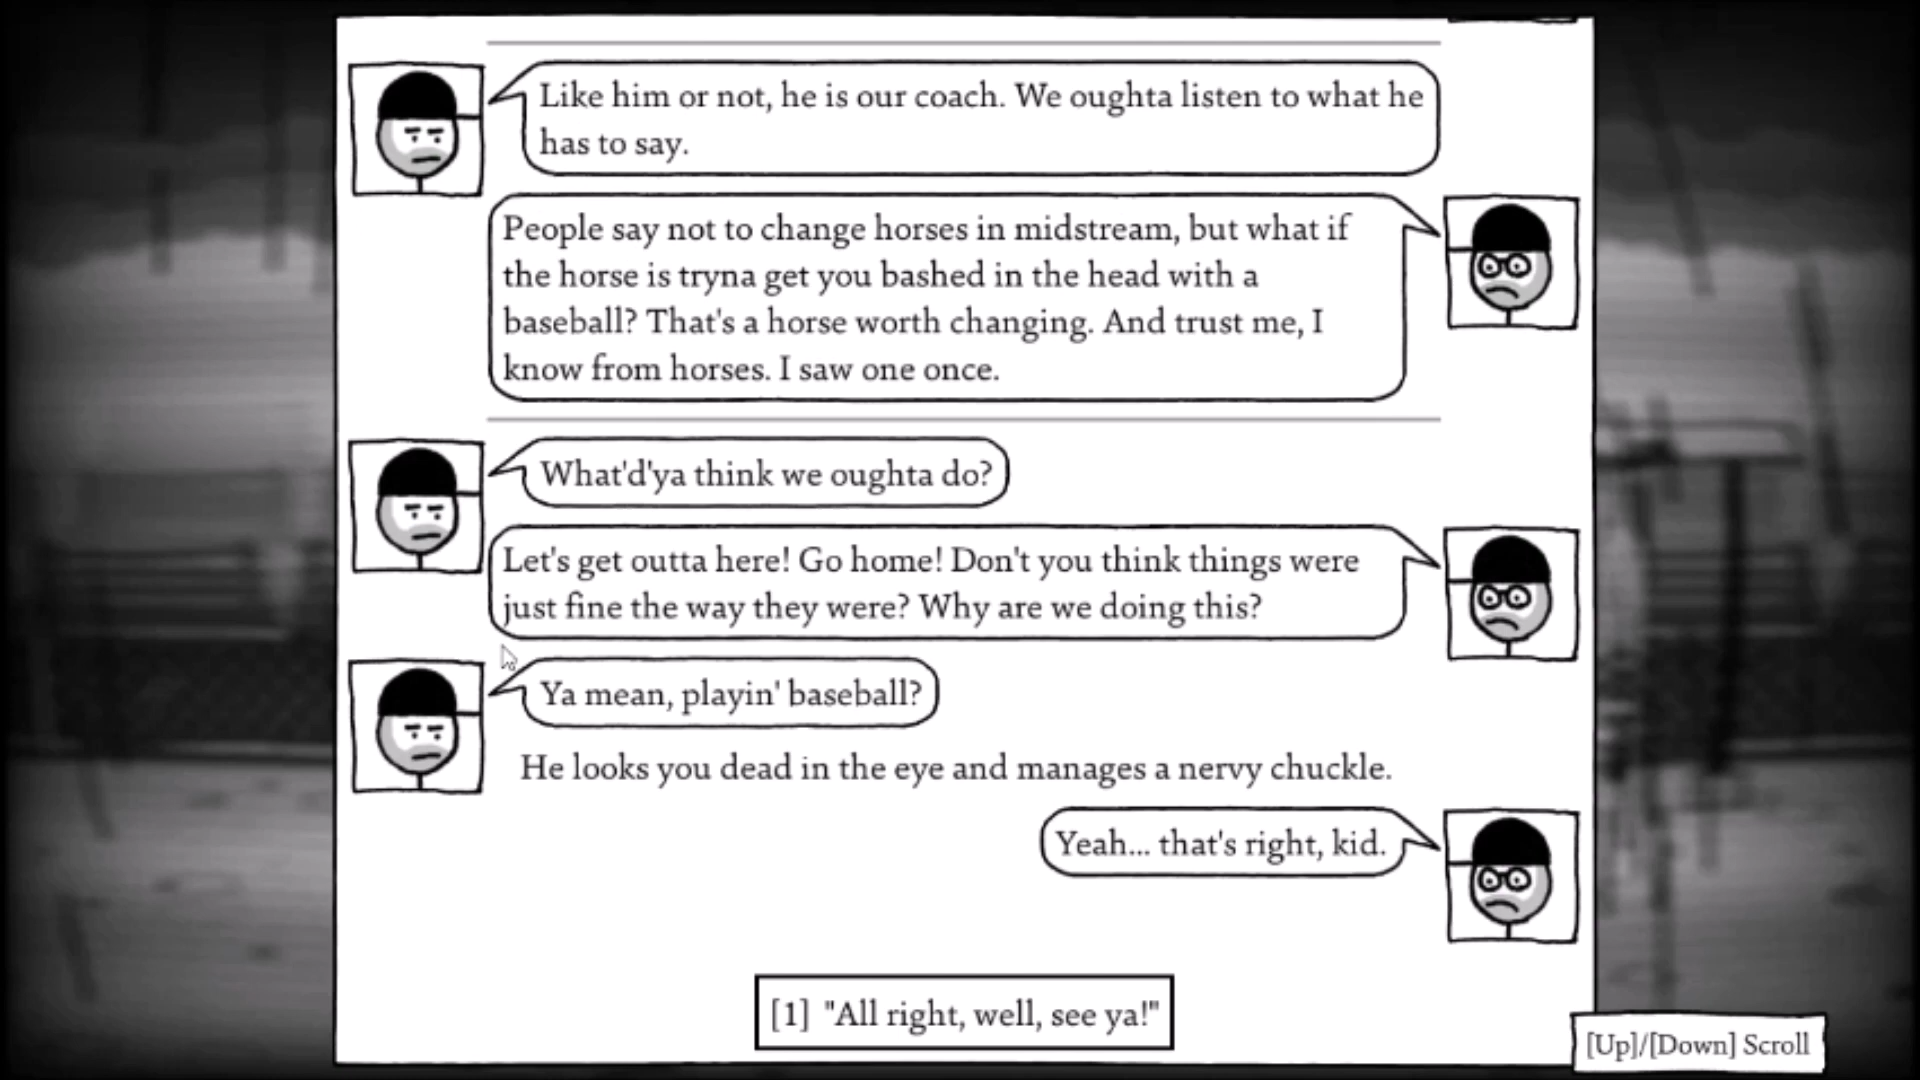 Like him or not, he is our coach. We oughta listen to what he
has to say.
People say not to change horses in midstream, but what if
the horse is tryna get you bashed in the head with a
baseball? That's a horse worth changing. And trust me, I
know from horses. I saw one once.
What'd'ya think we oughta do?
Let's get outta here! Go home! Don't you think things were
just fine the way they were? Why are we doing this?
Ya mean, playin' baseball?
He looks you dead in the eye and manages a nervy chuckle.
Yeah... that's right, kid.
[1] "All right, well, see ya!"
[Up]/[Down] Scroll